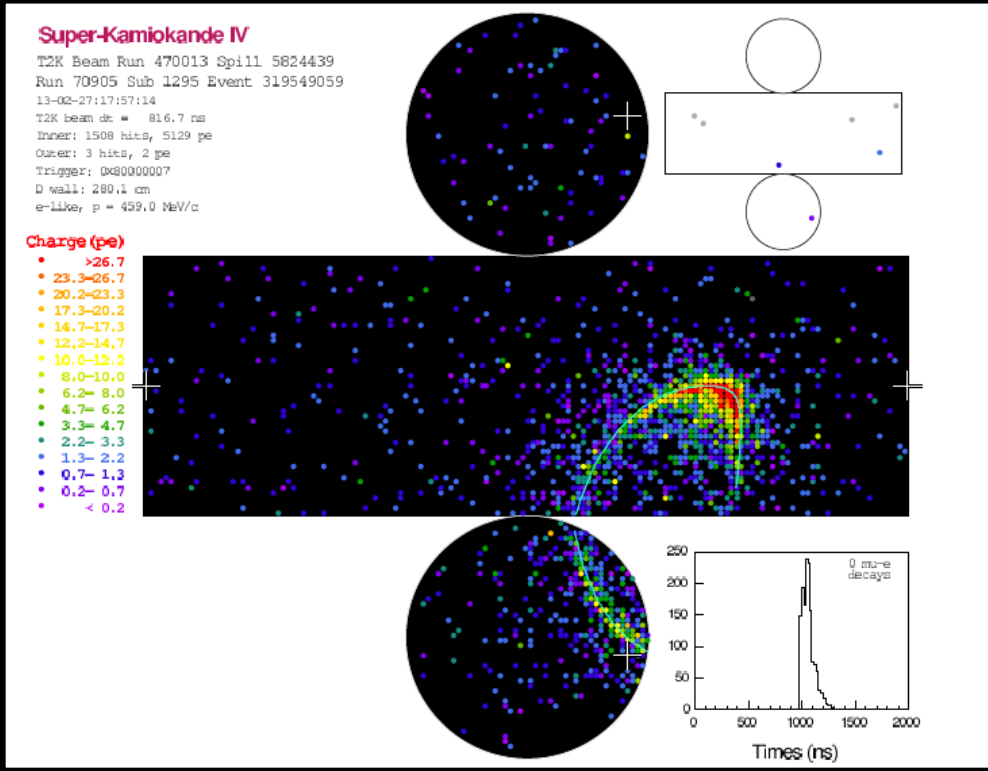 Super-Kamiokande IV
T2K Beam Run 470013 Spill 5824439
Run 70905 Sub 1295 Event 319549059
13-02-27:17:57:14
T2K beam dt = 816.7 ns
Inner: 1508 hits, 5129 pe
Outer: 3 hits, 2 pe
Trigger: 0x80000007
D wall: 280.1 cm
e-like, p = 459.0 MeV/c
Charge(pe)
>26.7
23.3-26.7
20.2-23.3
17.3-20.2
14.7-17.3
12.2-14.7
10.0-12.2
8.0-10.0
6.2- 8.0
4.7- 6.2
3.3- 4.7
2.2- 3.3
1.3- 2.2
0.7- 1.3
0.2- 0.7
< 0.2
0 mu-e
decays
250
200
150
100
50
0
0 500 1000 1500 2000
Times (ns)